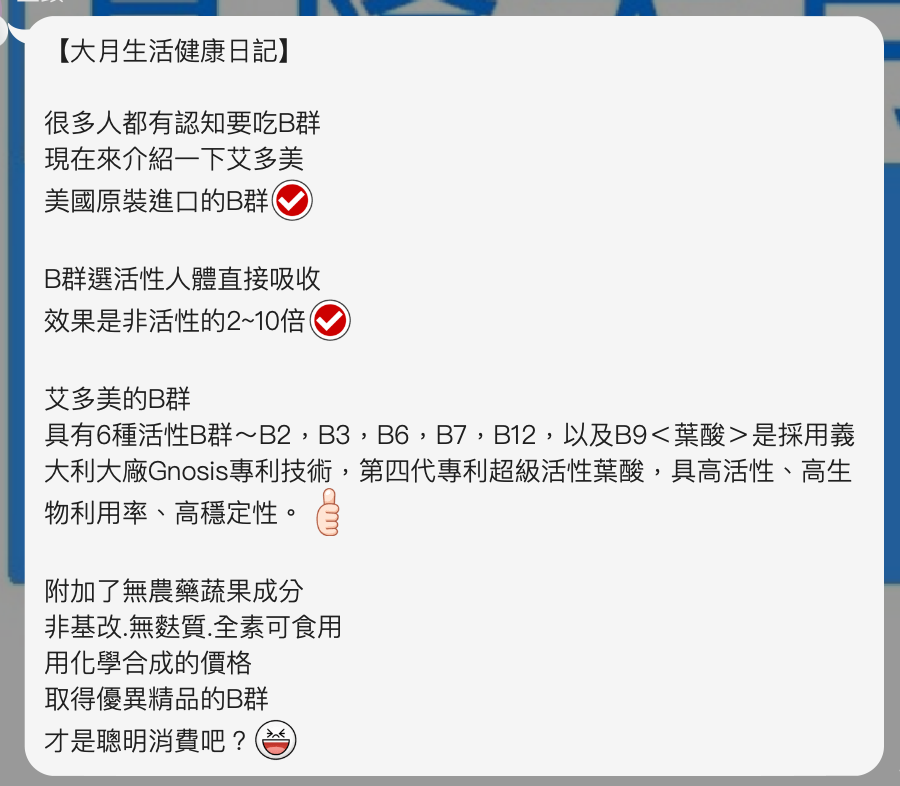 【大月生活健康日記】
很多人都有認知要吃B群
現在來介紹一下艾多美
美國原裝進口的B群
B群選活性人體直接吸收
效果是非活性的2~10倍
艾多美的B群
具有6種活性B群～B2，B3，B6，B7，B12，以及B9＜葉酸＞是採用義
大利大廠Gnosis專利技術，第四代專利超級活性葉酸，具高活性、高生
物利用率、高穩定性。
附加了無農藥蔬果成分
非基改.無麩質.全素可食用
用化學合成的價格
取得優異精品的B群
才是聰明消費吧？